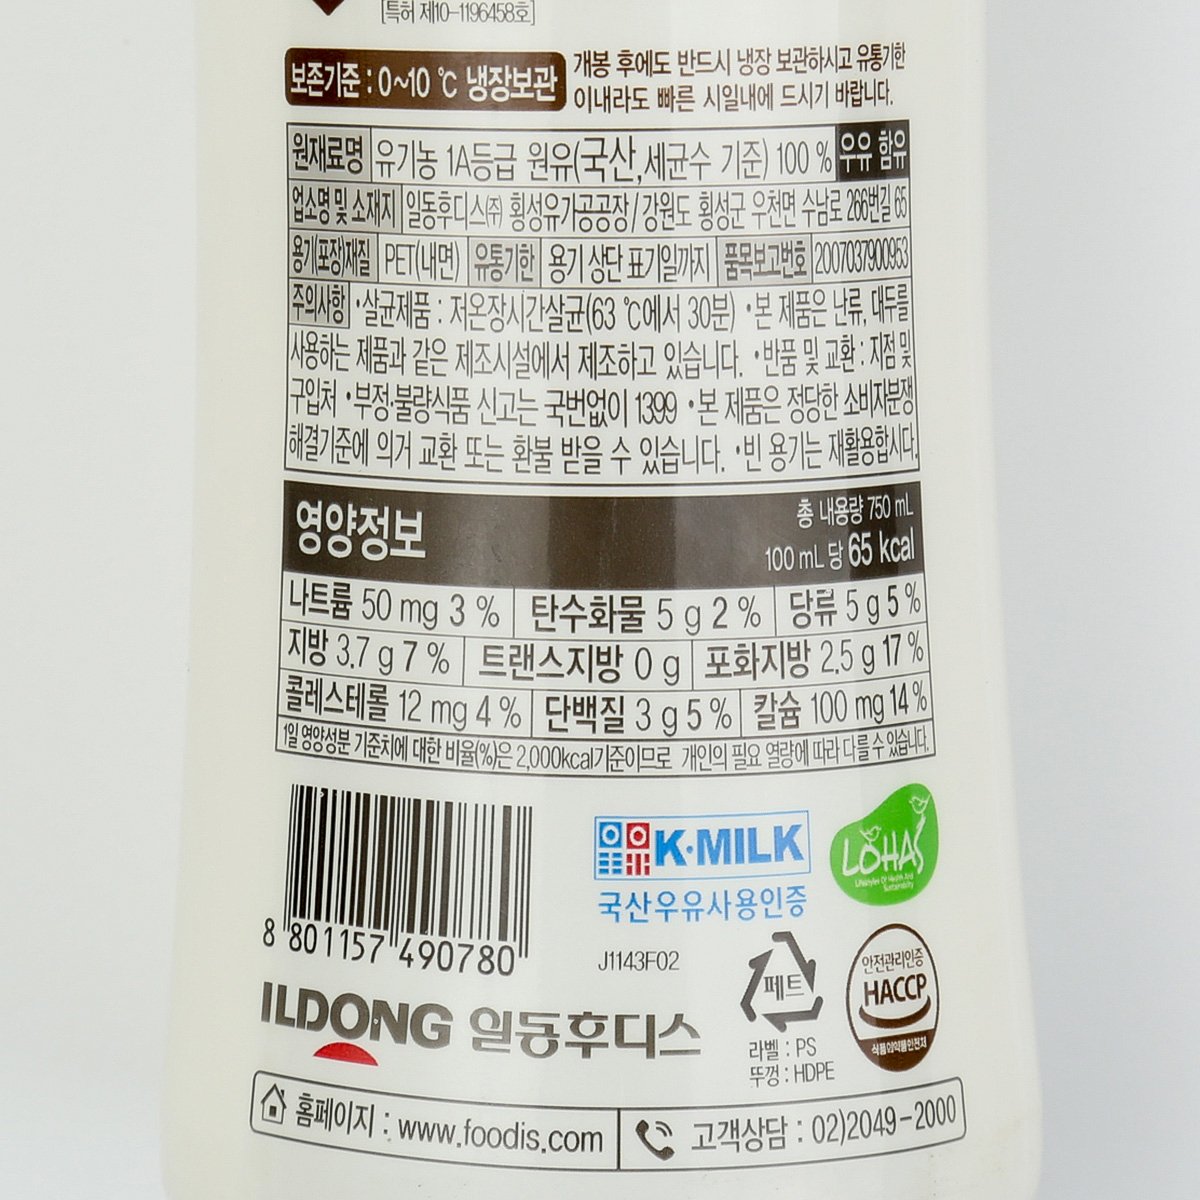 [특허 제10-1196458호]
보존기준 : 0~10 ℃ 냉장보관
개봉 후에도 반드시 냉장 보관하시고 유통기한
이내라도 빠른 시일내에 드시기 바랍니다.
원재료명 유기농 1A등급 원유(국산,세균수 기준) 100 % 우유 함유
업소명 및 소재지 일동후디스㈜ 횡성유가공공장/강원도 횡성군 우천면 수남로 266번길 65
용기(포장)재질 PET(내면) 유통기한 용기 상단 표기일까지 품목보고번호 2007037900953
주의사항 •살균제품 : 저온장시간살균(63 ℃에서 30분) •본 제품은 난류, 대두를
사용하는 제품과 같은 제조시설에서 제조하고 있습니다. •반품 및 교환 : 지점 및
구입처 •부정·불량식품 신고는 국번없이 1399 •본 제품은 정당한 소비자분쟁
해결기준에 의거 교환 또는 환불 받을 수 있습니다. •빈 용기는 재활용합시다.
영양정보
총 내용량 750 mL
100 mL 당 65 kcal
나트륨 50 mg 3 % 탄수화물 5 g 2 % 당류 5 g 5 %
지방 3.7 g 7 % 트랜스지방 0 g 포화지방 2.5 g 17 %
콜레스테롤 12 mg 4 % 단백질 3 g 5 % 칼슘 100 mg 14 %
1일 영양성분 기준치에 대한 비율(%)은 2,000kcal기준이므로 개인의 필요 열량에 따라 다를 수 있습니다.
8 801157 490780
K·MILK
국산우유사용인증
LOHAS
Lifestyles Of Health And
Sustainability
J1143F02
페트
라벨 : PS
뚜껑 : HDPE
안전관리인증
HACCP
식품의약품안전처
ILDONG 일동후디스
홈페이지 : www.foodis.com
고객상담 : 02)2049-2000